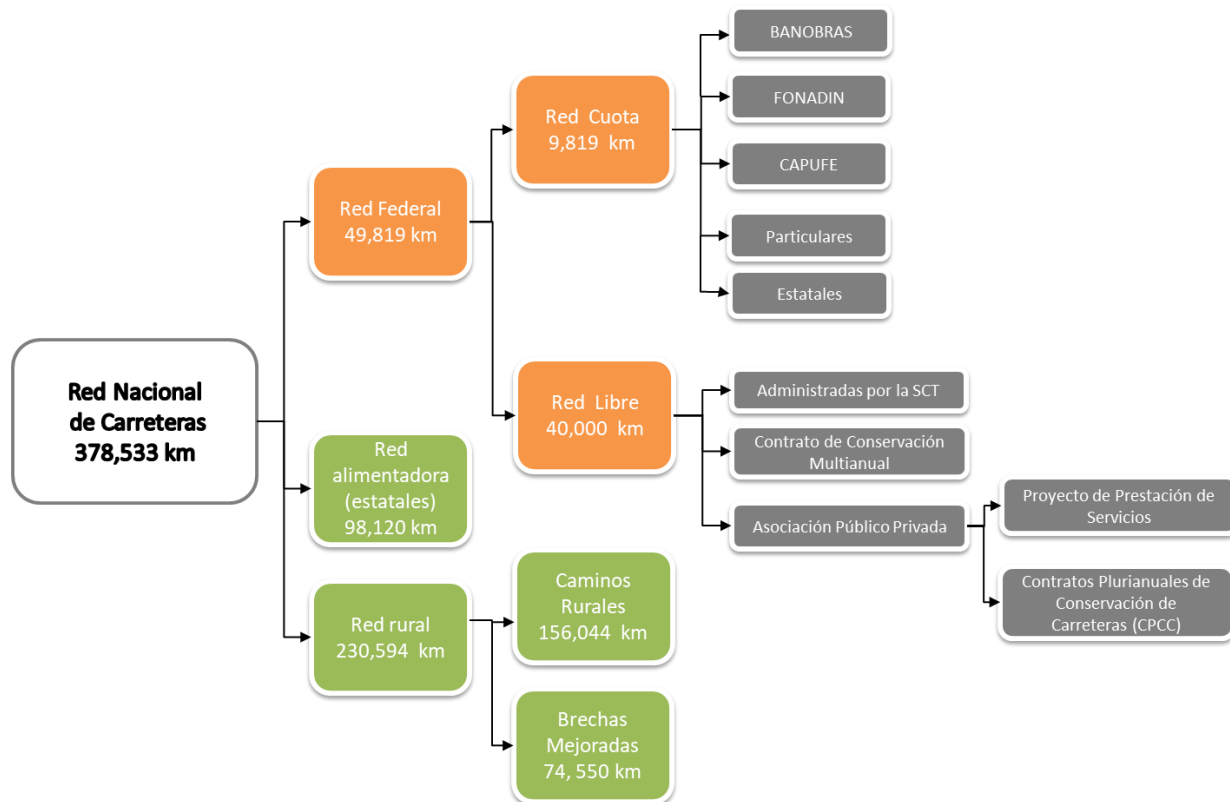 Red Nacional
de Carreteras
378,533 km
Red Federal
49,819 km
Red Cuota
9,819 km
BANOBRAS
FONADIN
CAPUFE
Particulares
Estatales
Red Libre
40,000 km
Administradas por la SCT
Contrato de Conservación
Multianual
Asociación Público Privada
Proyecto de Prestación de
Servicios
Contratos Plurianuales de
Conservación de
Carreteras (CPCC)
Red
alimentadora
(estatales)
98,120 km
Red rural
230,594 km
Caminos
Rurales
156,044 km
Brechas
Mejoradas
74, 550 km